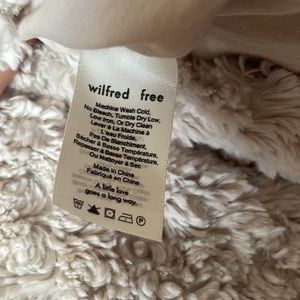 wilfred free
Machine Wash Cold,
No Bleach, Tumble Dry Low,
Low Iron, Or Dry Clean
Laver à La Machine à
L'eau Froide,
Pas De Blanchiment,
Sécher à Basse Température,
Repasser à Basse Température
Ou Nettoyer à Sec
Made in China
Fabriqué en Chine
A little love
goes a long way.